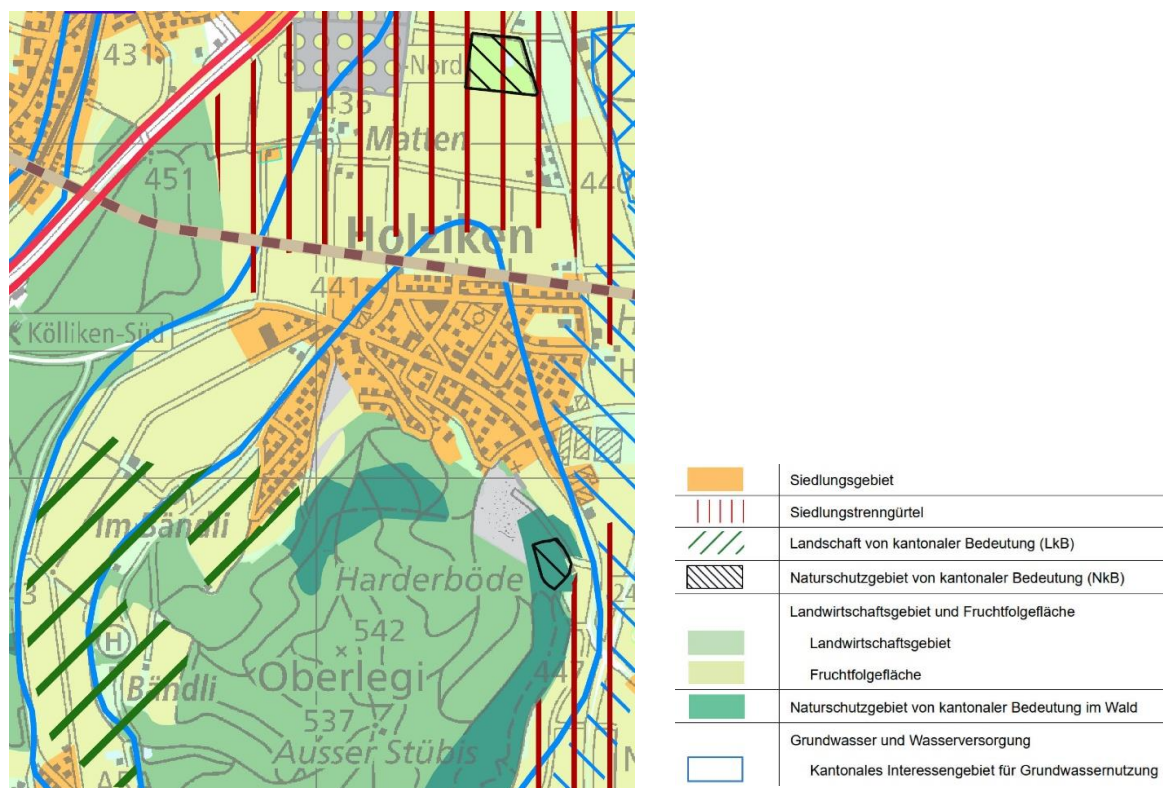 431
-Nord
436
Matten
440
451
Holziken
441
Kölliken-Süd
H
Im Bändli
Harderböde
3
24
H
542
Oberlegi
447
Bändli
537
Ausser Stübis
Siedlungsgebiet
Siedlungstrenngürtel
Landschaft von kantonaler Bedeutung (LkB)
Naturschutzgebiet von kantonaler Bedeutung (NkB)
Landwirtschaftsgebiet und Fruchtfolgefläche
Landwirtschaftsgebiet
Fruchtfolgefläche
Naturschutzgebiet von kantonaler Bedeutung im Wald
Grundwasser und Wasserversorgung
Kantonales Interessengebiet für Grundwassernutzung